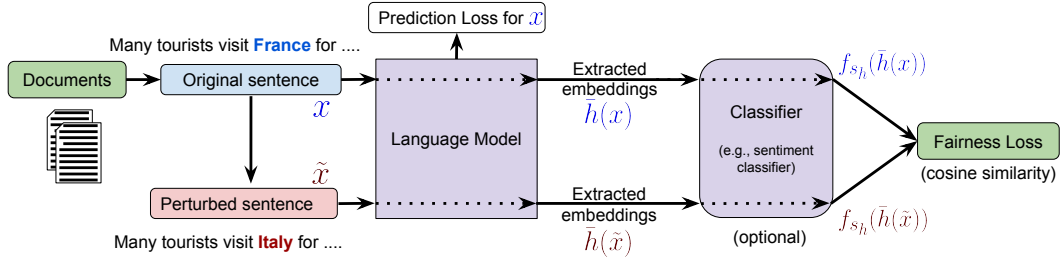 Prediction Loss for x
Many tourists visit France for ....
Documents
Original sentence
x
Language Model
Extracted
embeddings
h̄(x)
Classifier
(e.g., sentiment
classifier)
(optional)
f_{s_h}(h̄(x))
Fairness Loss
(cosine similarity)
x̃
Perturbed sentence
Many tourists visit Italy for ....
Extracted
embeddings
h̄(x̃)
f_{s_h}(h̄(x̃))